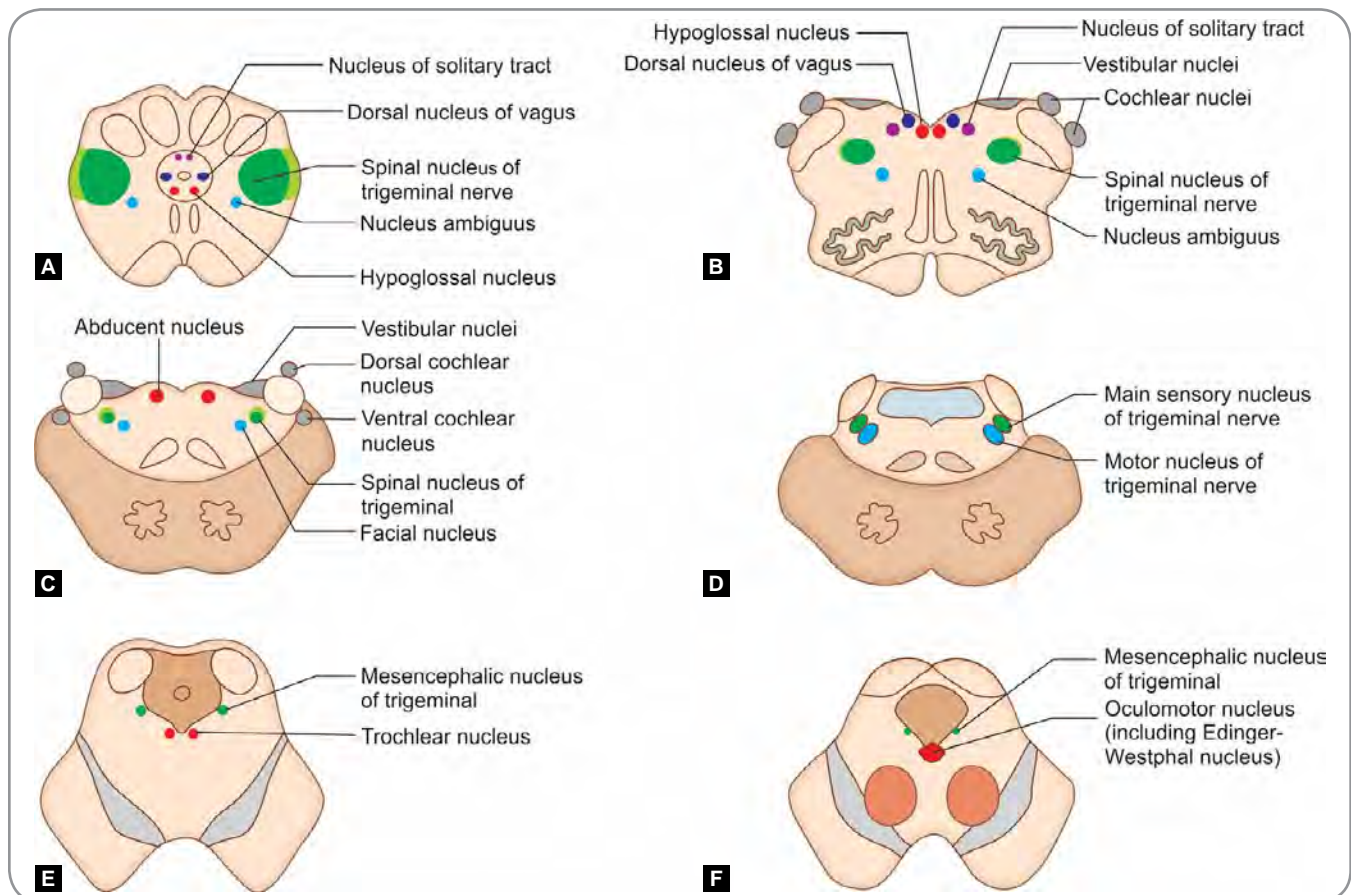 Nucleus of solitary tract
Dorsal nucleus of vagus
Spinal nucleus of
trigeminal nerve
Nucleus ambiguus
Hypoglossal nucleus
A
Hypoglossal nucleus
Dorsal nucleus of vagus
Nucleus of solitary tract
Vestibular nuclei
Cochlear nuclei
Spinal nucleus of
trigeminal nerve
Nucleus ambiguus
B
Abducent nucleus
Vestibular nuclei
Dorsal cochlear
nucleus
Ventral cochlear
nucleus
Spinal nucleus of
trigeminal
Facial nucleus
C
Main sensory nucleus
of trigeminal nerve
Motor nucleus of
trigeminal nerve
D
Mesencephalic nucleus
of trigeminal
Trochlear nucleus
E
Mesencephalic nucleus
of trigeminal
Oculomotor nucleus
(including Edinger-
Westphal nucleus)
F